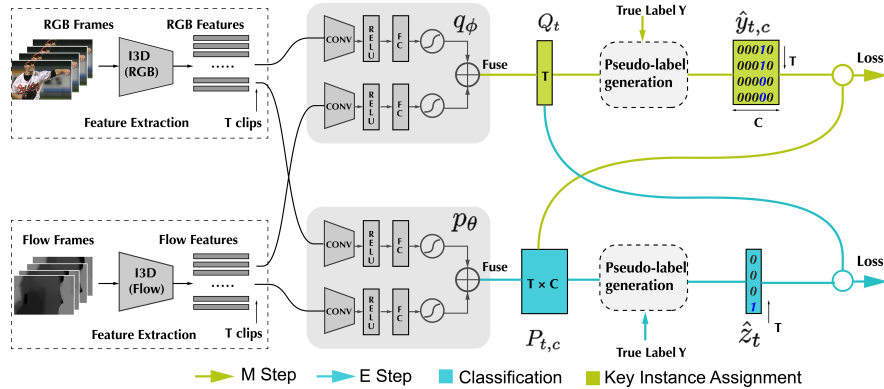 RGB Frames
RGB Features
I3D
(RGB)
.....
Feature Extraction
T clips
CONV
RELU
FC
CONV
RELU
FC
qϕ
Fuse
Qt
T
True Label Y
Pseudo-label
generation
ŷt,c
00010
00010
00000
00000
T
C
Loss
Flow Frames
Flow Features
I3D
(Flow)
.....
Feature Extraction
T clips
CONV
RELU
FC
CONV
RELU
FC
pθ
Fuse
T × C
Pt,c
Pseudo-label
generation
True Label Y
0
0
0
1
T
ẑt
Loss
M Step
E Step
Classification
Key Instance Assignment